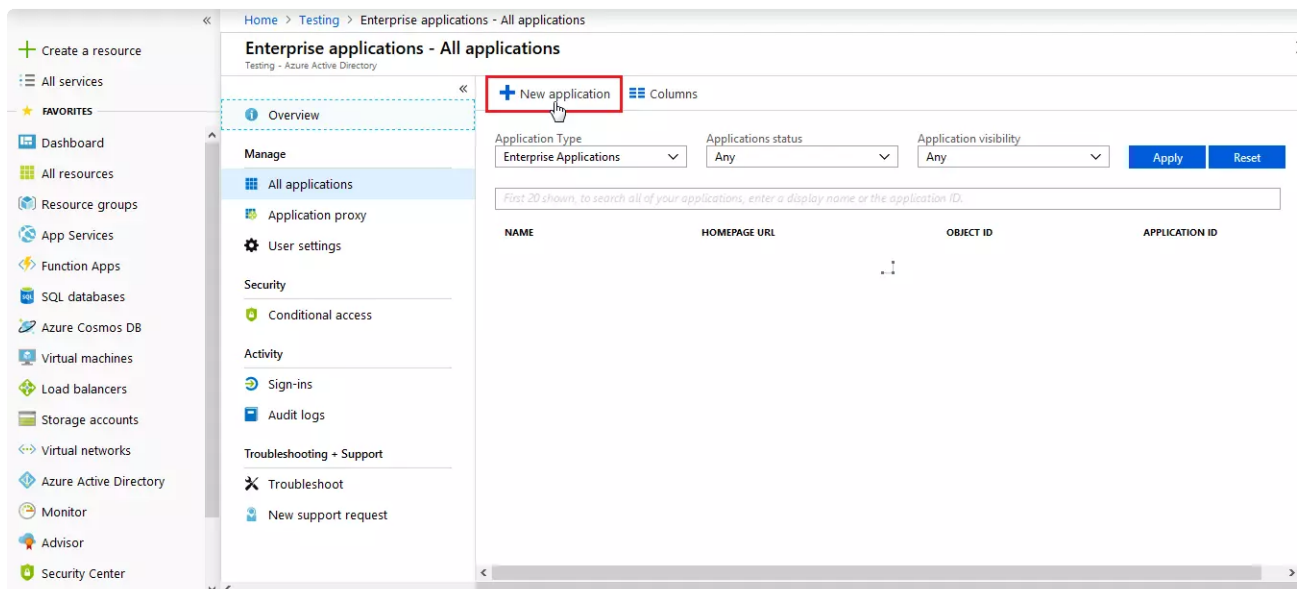 Home > Testing > Enterprise applications - All applications
Enterprise applications - All applications
Testing - Azure Active Directory
Create a resource
All services
FAVORITES
Dashboard
All resources
Resource groups
App Services
Function Apps
SQL databases
Azure Cosmos DB
Virtual machines
Load balancers
Storage accounts
Virtual networks
Azure Active Directory
Monitor
Advisor
Security Center
Overview
Manage
All applications
Application proxy
User settings
Security
Conditional access
Activity
Sign-ins
Audit logs
Troubleshooting + Support
Troubleshoot
New support request
New application Columns
Application Type Applications status Application visibility
Enterprise Applications Any Any Apply Reset
First 20 shown, to search all of your applications, enter a display name or the application ID.
NAME HOMEPAGE URL OBJECT ID APPLICATION ID